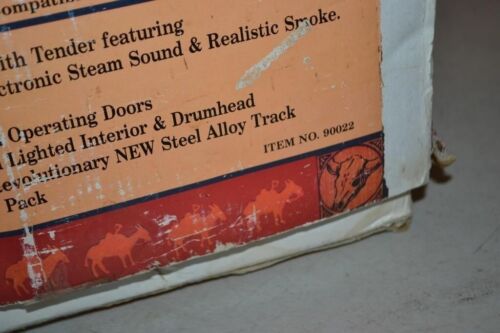 ompatib
ith Tender featuring
ctronic Steam Sound & Realistic Smoke.
Operating Doors
Lighted Interior & Drumhead
evolutionary NEW Steel Alloy Track
Pack
ITEM NO. 90022